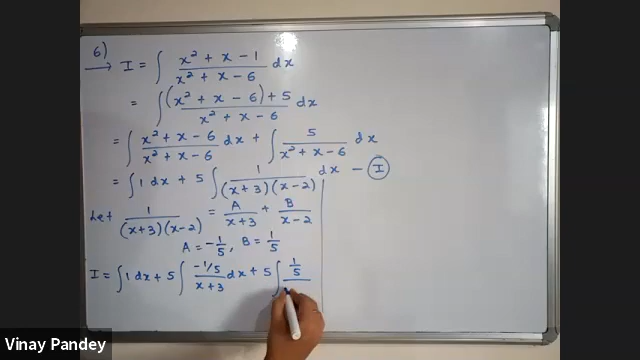 6)
→ I = ∫ (x² + x - 1)/(x² + x - 6) dx
= ∫ ((x² + x - 6) + 5)/(x² + x - 6) dx
= ∫ (x² + x - 6)/(x² + x - 6) dx + ∫ 5/(x² + x - 6) dx
= ∫ 1 dx + 5 ∫ 1/((x+3)(x-2)) dx - Ⓘ
Let 1/((x+3)(x-2)) = A/(x+3) + B/(x-2)
A = -1/5, B = 1/5
I = ∫ 1 dx + 5 ∫ (-1/5)/(x+3) dx + 5 ∫ (1/5)/
Vinay Pandey